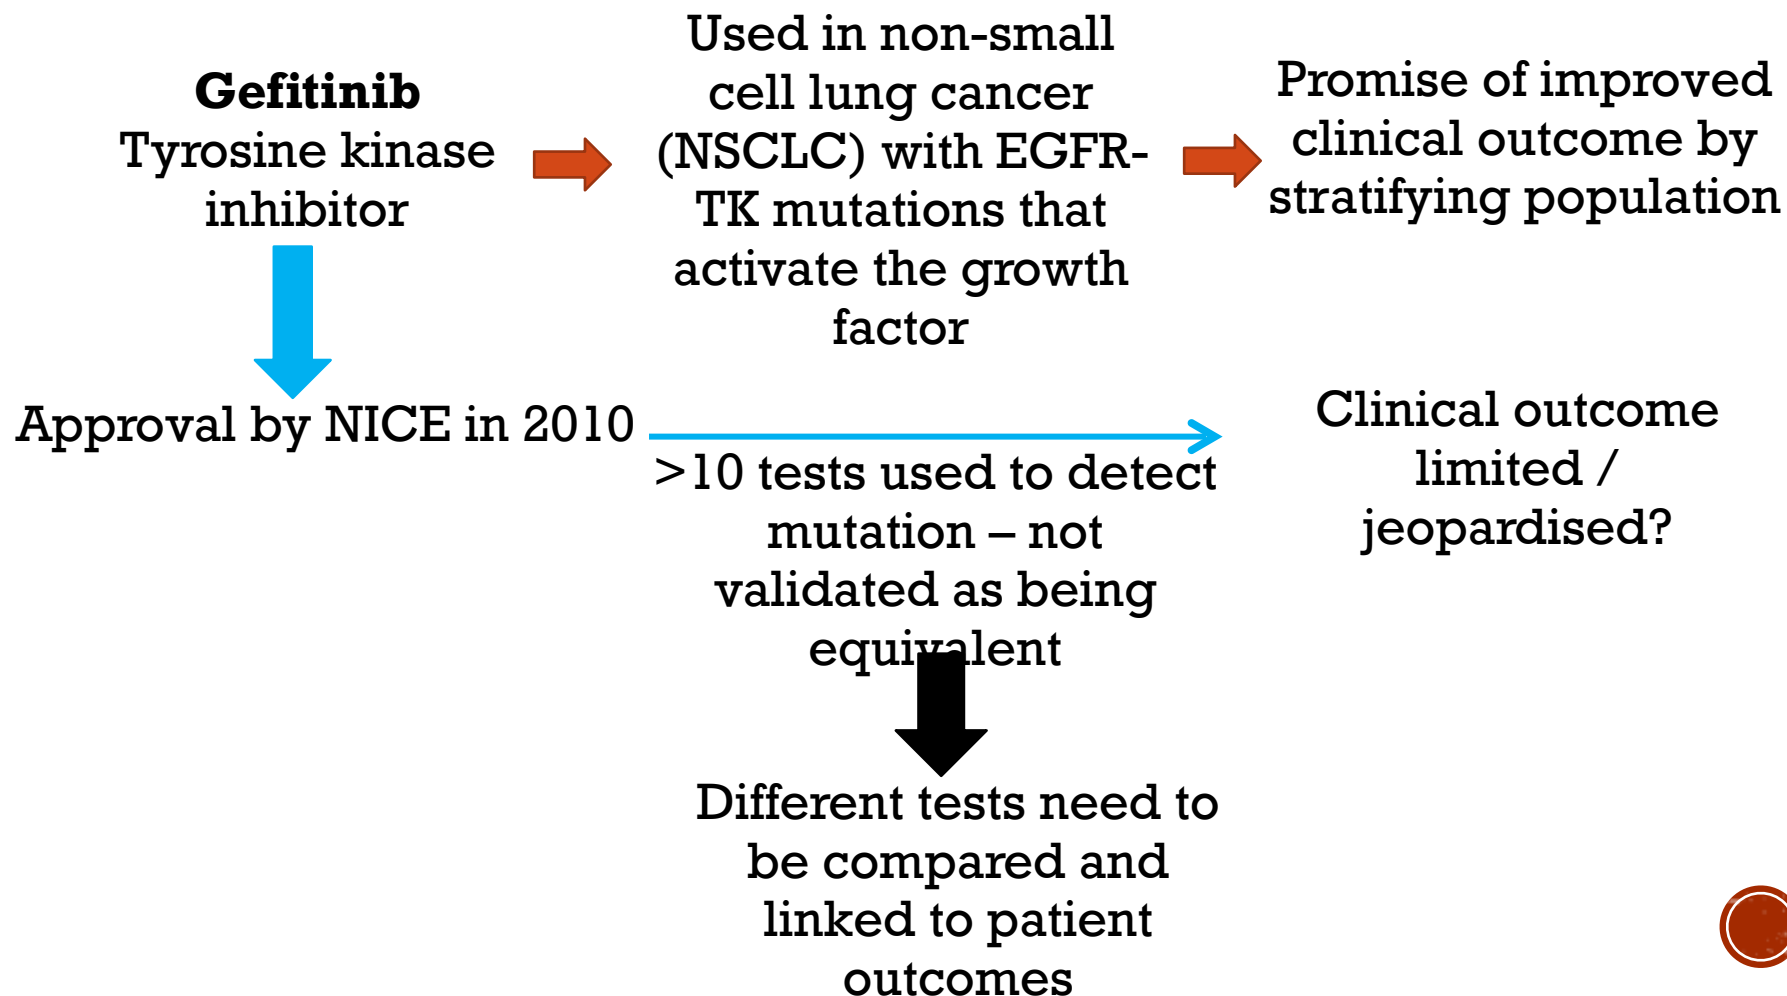 Gefitinib
Tyrosine kinase
inhibitor
Used in non-small
cell lung cancer
(NSCLC) with EGFR-
TK mutations that
activate the growth
factor
Promise of improved
clinical outcome by
stratifying population
Approval by NICE in 2010
>10 tests used to detect
mutation – not
validated as being
equivalent
Clinical outcome
limited /
jeopardised?
Different tests need to
be compared and
linked to patient
outcomes